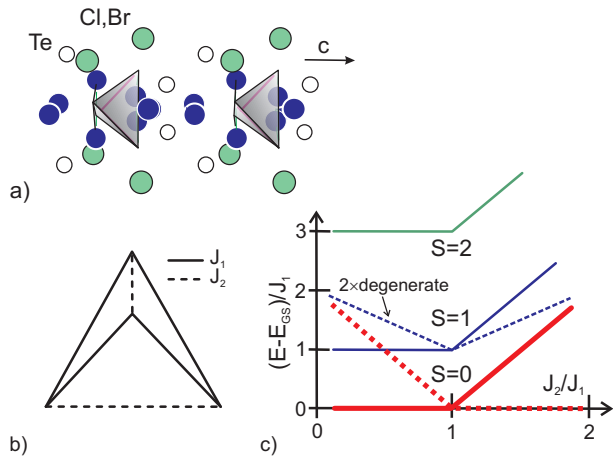 Cl,Br
Te
c
a)
J₁
J₂
b)
(E-E_GS)/J₁
3
2
1
0
S=2
2×degenerate
S=1
S=0
J₂/J₁
0
1
2
c)